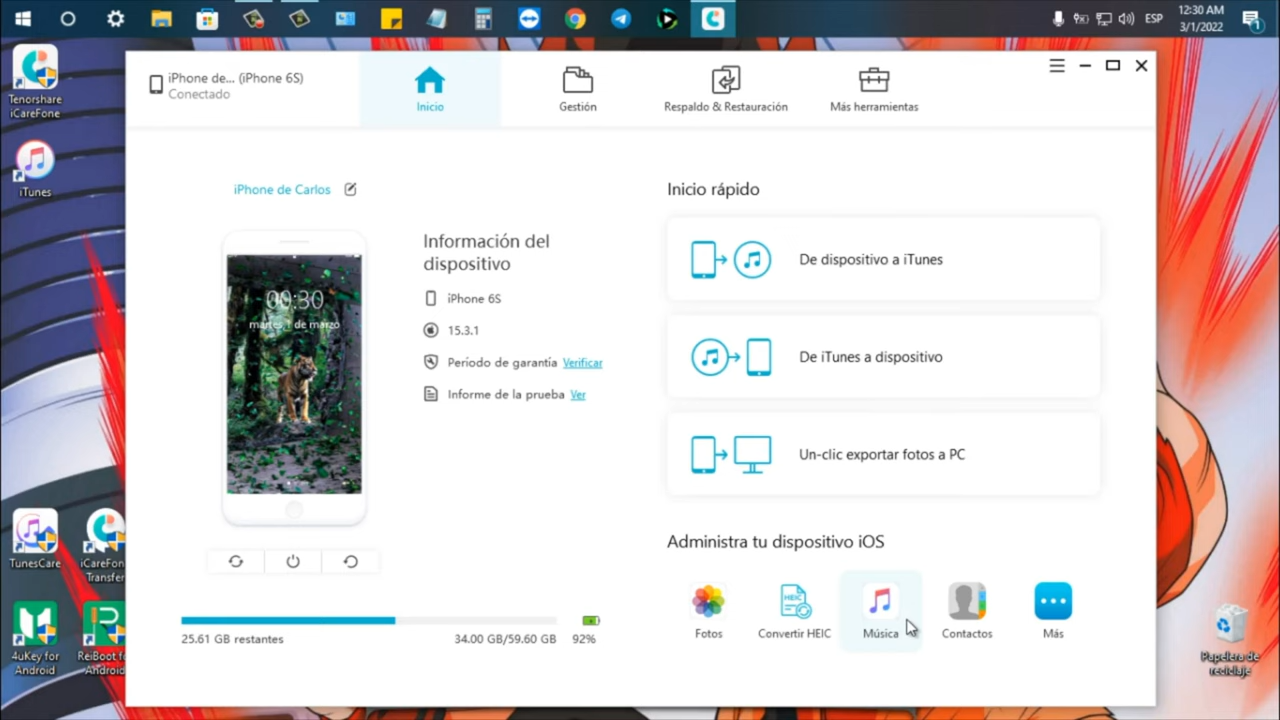 ESP
12:30 AM
3/1/2022
1
Tenorshare
iCareFone
iTunes
TunesCare
iCareFone
Transfer
4uKey for
Android
ReiBoot for
Android
Papelera de
reciclaje
iPhone de... (iPhone 6S)
Conectado
Inicio
Gestión
Respaldo & Restauración
Más herramientas
iPhone de Carlos
00:30
martes 1 de marzo
Información del
dispositivo
iPhone 6S
15.3.1
Período de garantía Verificar
Informe de la prueba Ver
25.61 GB restantes
34.00 GB/59.60 GB
92%
Inicio rápido
De dispositivo a iTunes
De iTunes a dispositivo
Un-clic exportar fotos a PC
Administra tu dispositivo iOS
HEIC
Fotos
Convertir HEIC
Música
Contactos
Más